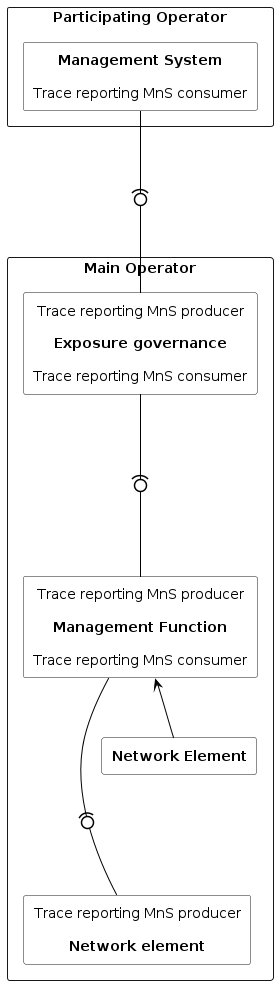 Participating Operator
Management System
Trace reporting MnS consumer
Main Operator
Trace reporting MnS producer
Exposure governance
Trace reporting MnS consumer
Trace reporting MnS producer
Management Function
Trace reporting MnS consumer
Network Element
Trace reporting MnS producer
Network element